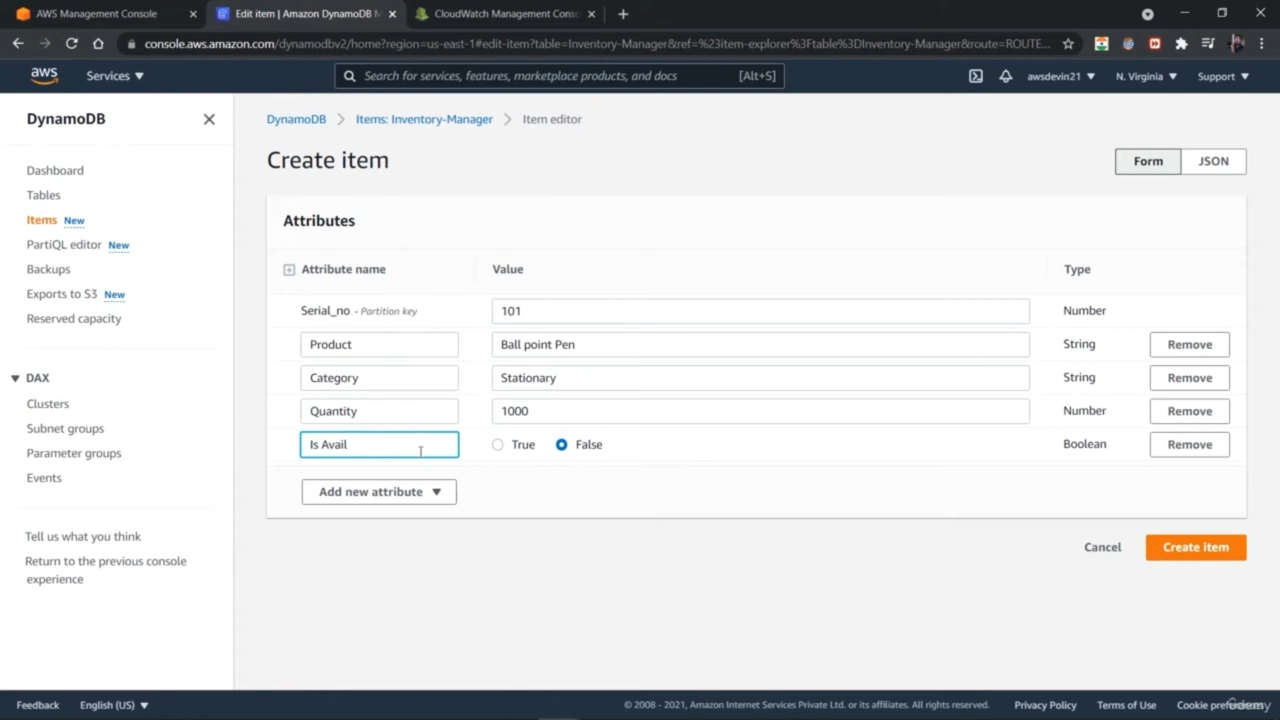 AWS Management Console
Edit item | Amazon DynamoDB M
CloudWatch Management Conso
console.aws.amazon.com/dynamodbv2/home?region=us-east-1#edit-item?table=Inventory-Manager&ref=%23item-explorer%3Ftable%3DInventory-Manager&route=ROUTE...
aws
Services ▼
Search for services, features, marketplace products, and docs
[Alt+S]
awsdevin21 ▼
N. Virginia ▼
Support ▼
DynamoDB
Dashboard
Tables
Items New
PartiQL editor New
Backups
Exports to S3 New
Reserved capacity
▼ DAX
Clusters
Subnet groups
Parameter groups
Events
Tell us what you think
Return to the previous console
experience
DynamoDB > Items: Inventory-Manager > Item editor
Create item
Form
JSON
Attributes
Attribute name Value Type
Serial_no - Partition key 101 Number
Product Ball point Pen String Remove
Category Stationary String Remove
Quantity 1000 Number Remove
Is Avail True False Boolean Remove
Add new attribute ▼
Cancel
Create item
Feedback
English (US) ▼
© 2008 - 2021, Amazon Internet Services Private Ltd. or its affiliates. All rights reserved.
Privacy Policy
Terms of Use
Cookie preferences